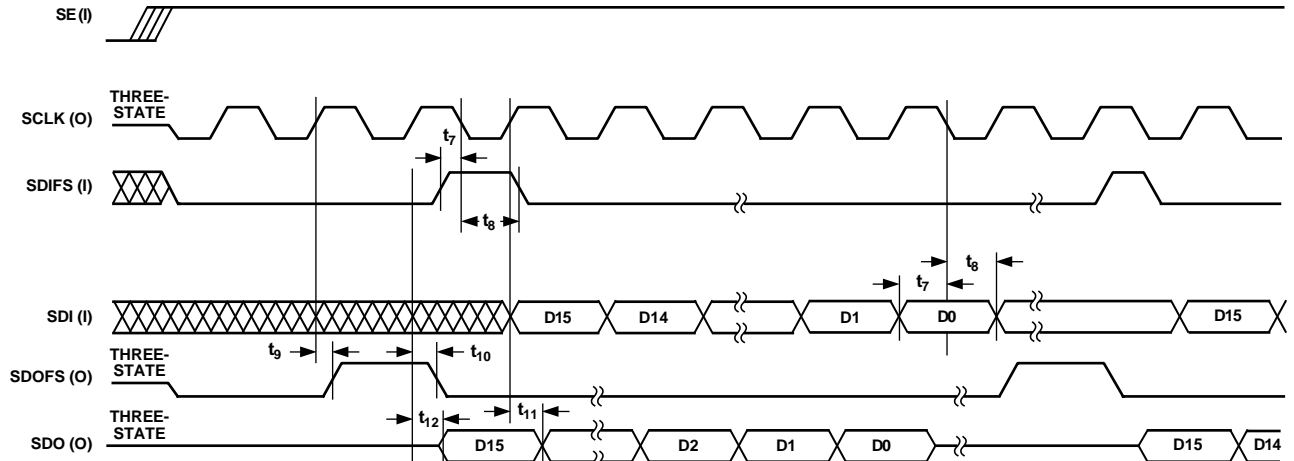 SE (I)
THREE-
STATE
SCLK (O)
t7
SDIFS (I)
t8
t8
t7
SDI (I)
D15
D14
D1
D0
D15
t9
t10
THREE-
STATE
SDOFS (O)
t12
t11
THREE-
STATE
SDO (O)
D15
D2
D1
D0
D15
D14